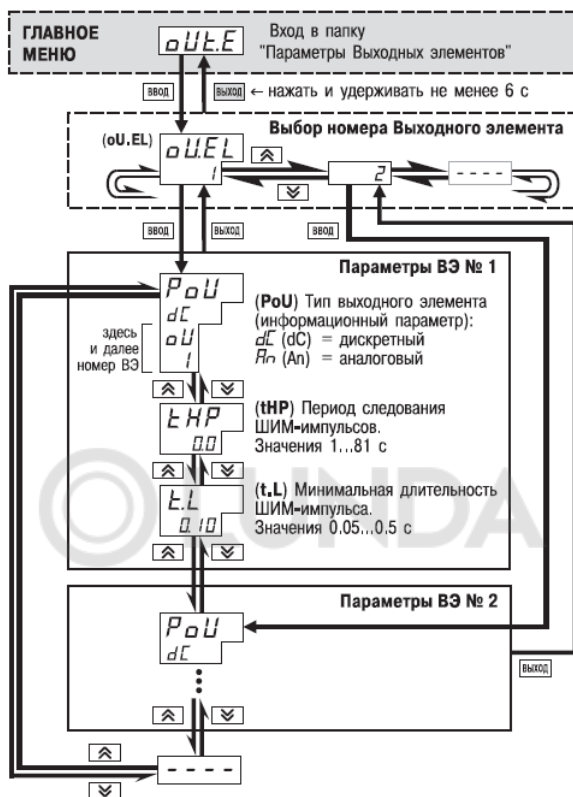 ГЛАВНОЕ
МЕНЮ
oUt.E
Вход в папку
"Параметры Выходных элементов"
ВВОД
ВЫХОД ← нажать и удерживать не менее 6 с
Выбор номера Выходного элемента
(oU.EL)
oU.EL
1
2
- - - -
ВВОД
ВЫХОД
ВВОД
Параметры ВЭ № 1
PoU
dC
oU
1
здесь
и далее
номер ВЭ
(PoU) Тип выходного элемента
(информационный параметр):
dC (dC) = дискретный
An (An) = аналоговый
tHP
0.0
(tHP) Период следования
ШИМ-импульсов.
Значения 1...81 с
t.L
0.10
(t.L) Минимальная длительность
ШИМ-импульса.
Значения 0.05...0.5 с
LUNDA
Параметры ВЭ № 2
PoU
dC
ВЫХОД
- - - -